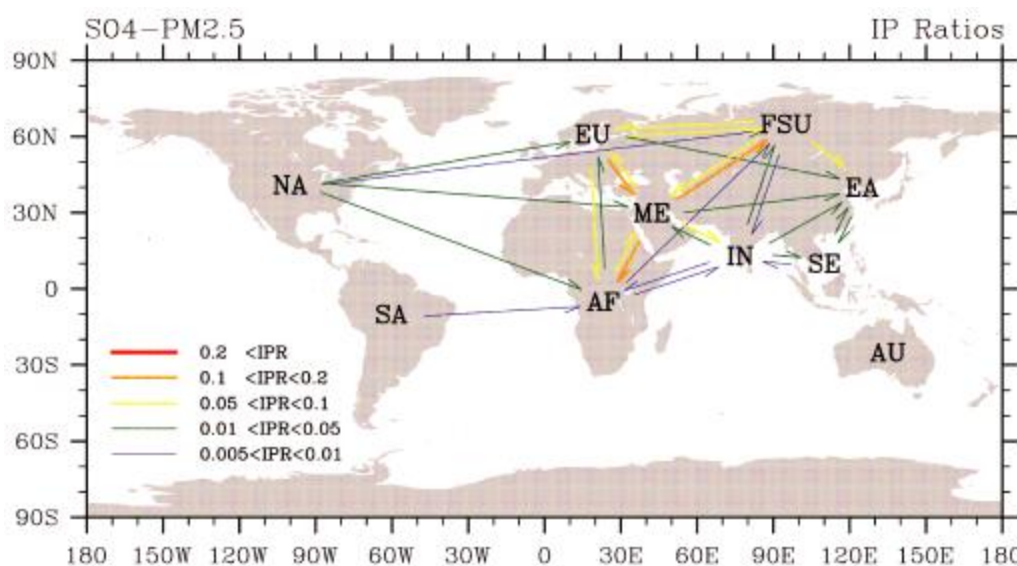 SO4-PM2.5 IP Ratios
90N
60N
30N
0
30S
60S
90S
EU
FSU
NA
EA
ME
IN
SE
AF
SA
AU
0.2 <IPR
0.1 <IPR<0.2
0.05 <IPR<0.1
0.01 <IPR<0.05
0.005<IPR<0.01
180 150W 120W 90W 60W 30W 0 30E 60E 90E 120E 150E 180